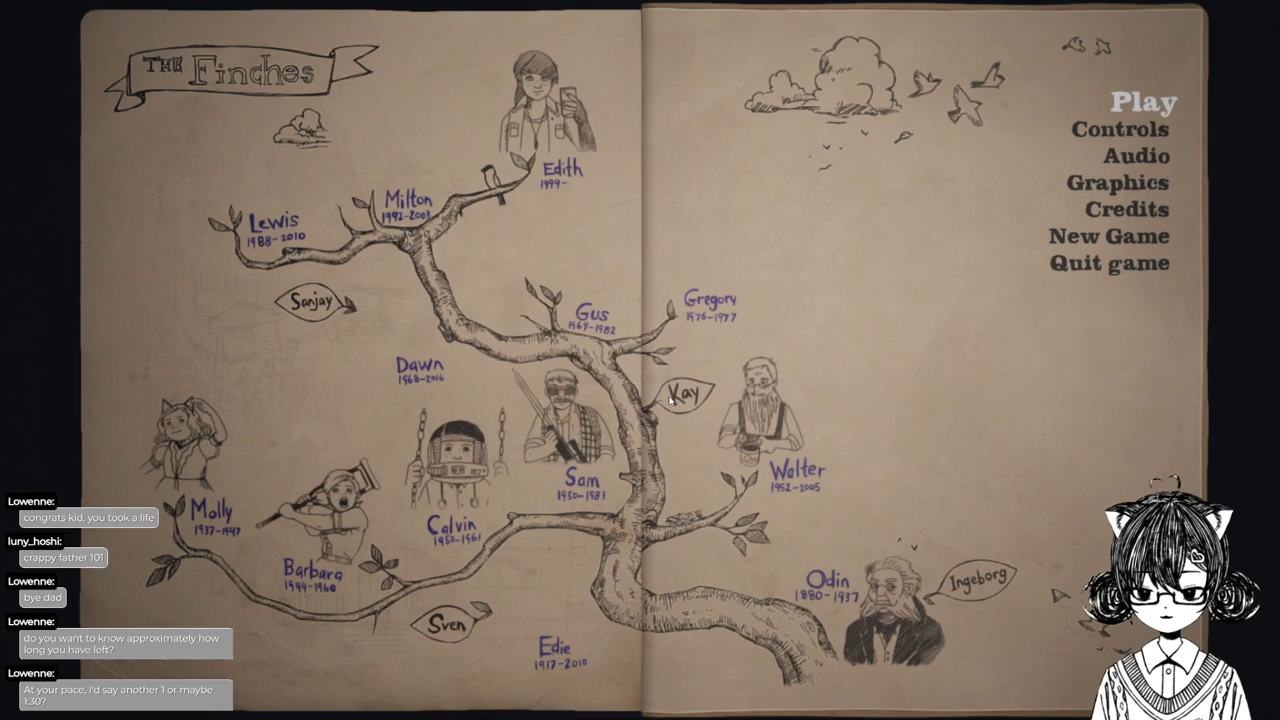 THE Finches
Edith
1999-
Milton
1992-2003
Lewis
1988-2010
Sanjay
Gus
1969-1982
Gregory
1976-1977
Dawn
1968-2016
Kay
Sam
1950-1983
Walter
1952-2005
Molly
1937-1947
Barbara
1944-1960
Calvin
1950-1961
Sven
Odin
1880-1937
Ingeborg
Edie
1917-2010
Play
Controls
Audio
Graphics
Credits
New Game
Quit game
Lowenne:
congrats kid, you took a life
luny_hoshi:
crappy father 101
Lowenne:
bye dad
Lowenne:
do you want to know approximately how
long you have left?
Lowenne:
At your pace, I'd say another 1 or maybe
1:30?